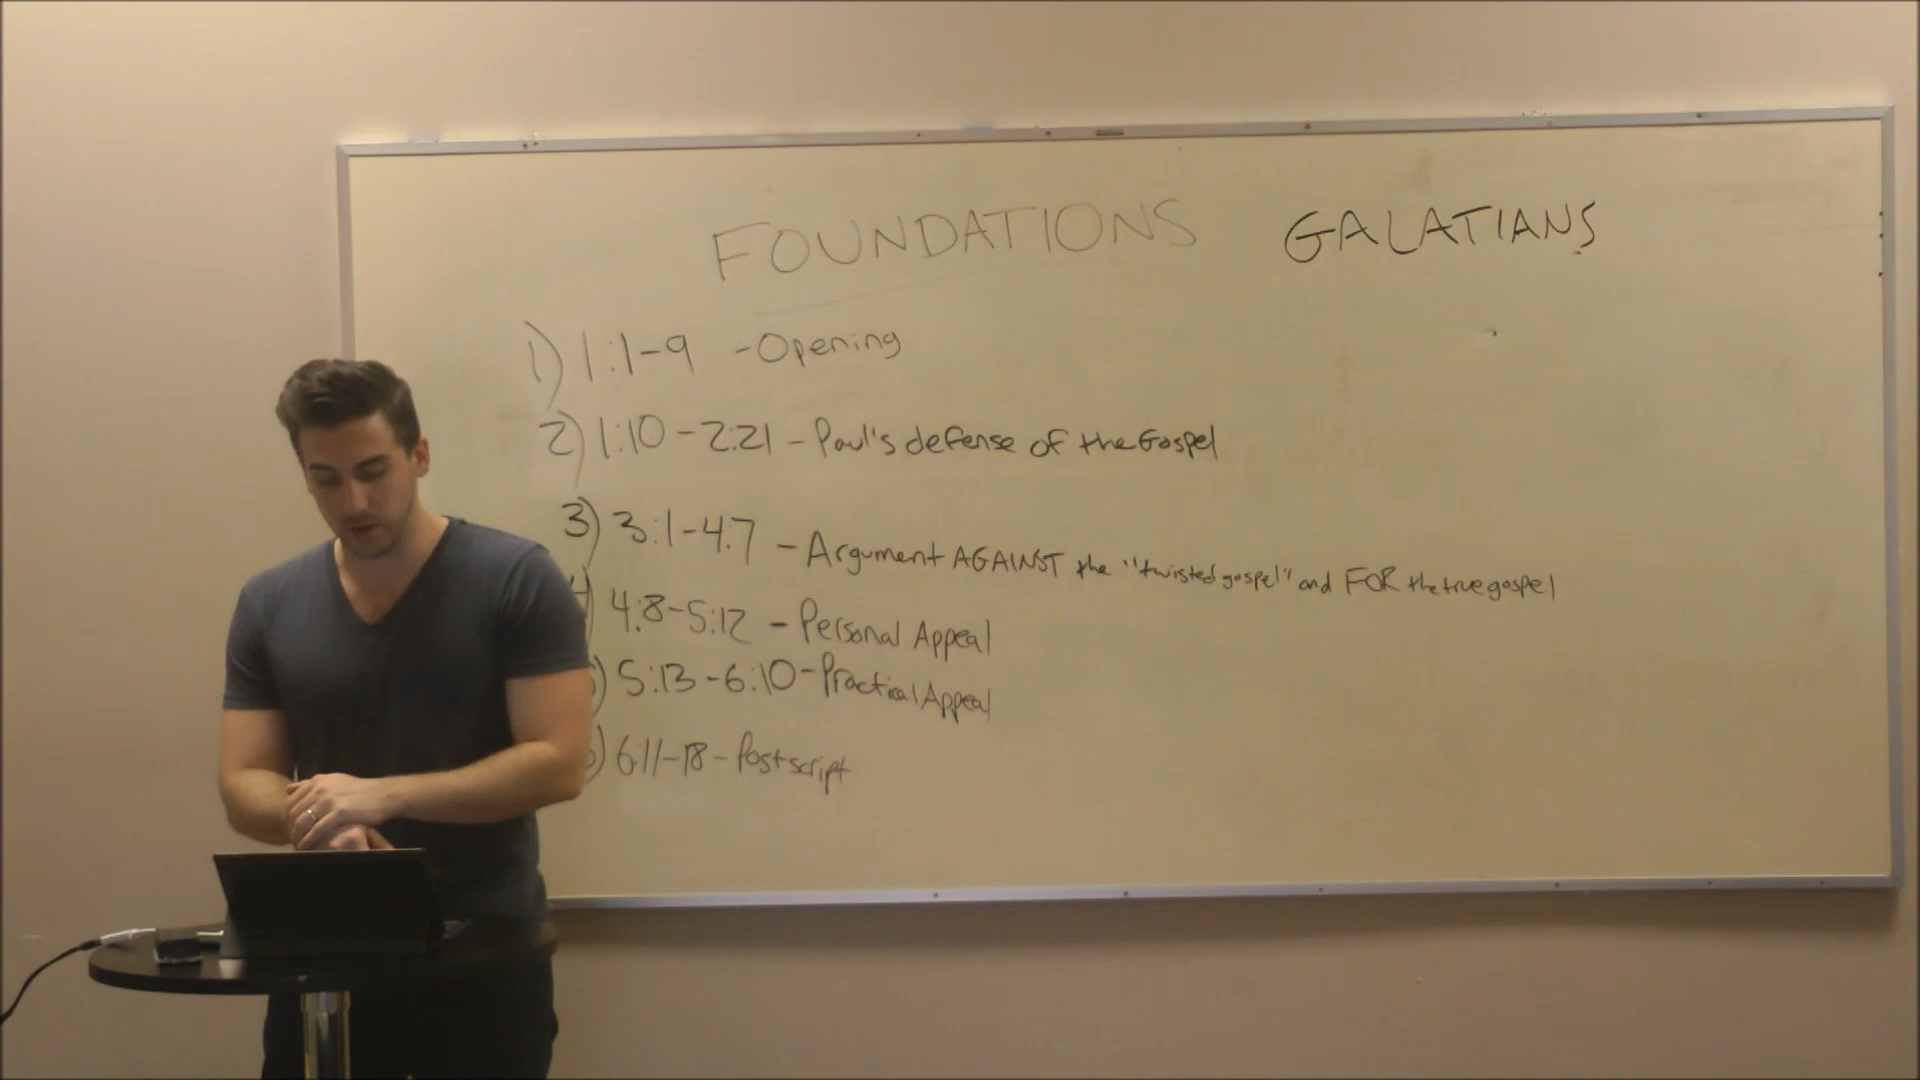 FOUNDATIONS GALATIANS
1) 1:1-9 -Opening
2) 1:10-2:21 - Paul's defense of the Gospel
3) 3:1-4:7 - Argument AGAINST the "twisted gospel" and FOR the true gospel
4) 4:8-5:12 - Personal Appeal
) 5:13-6:10-Practical Appeal
) 6:11-18 - Postscript